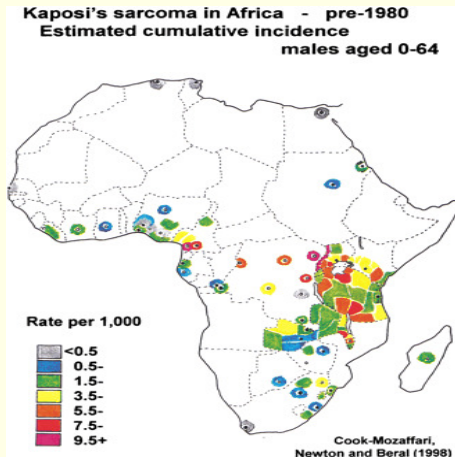 Kaposi's sarcoma in Africa - pre-1980
Estimated cumulative incidence
males aged 0-64
Rate per 1,000
<0.5
0.5-
1.5-
3.5-
5.5-
7.5-
9.5+
Cook-Mozaffari,
Newton and Beral (1998)